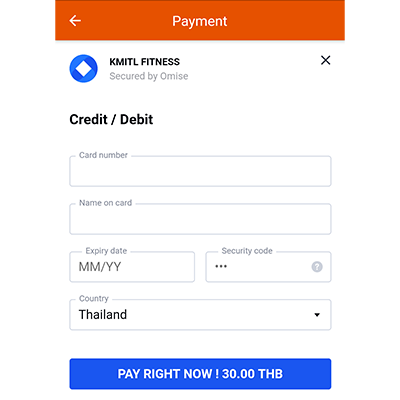 Payment
KMITL FITNESS
Secured by Omise
Credit / Debit
Card number
Name on card
Expiry date
Security code
MM/YY
•••
?
Country
Thailand
PAY RIGHT NOW ! 30.00 THB